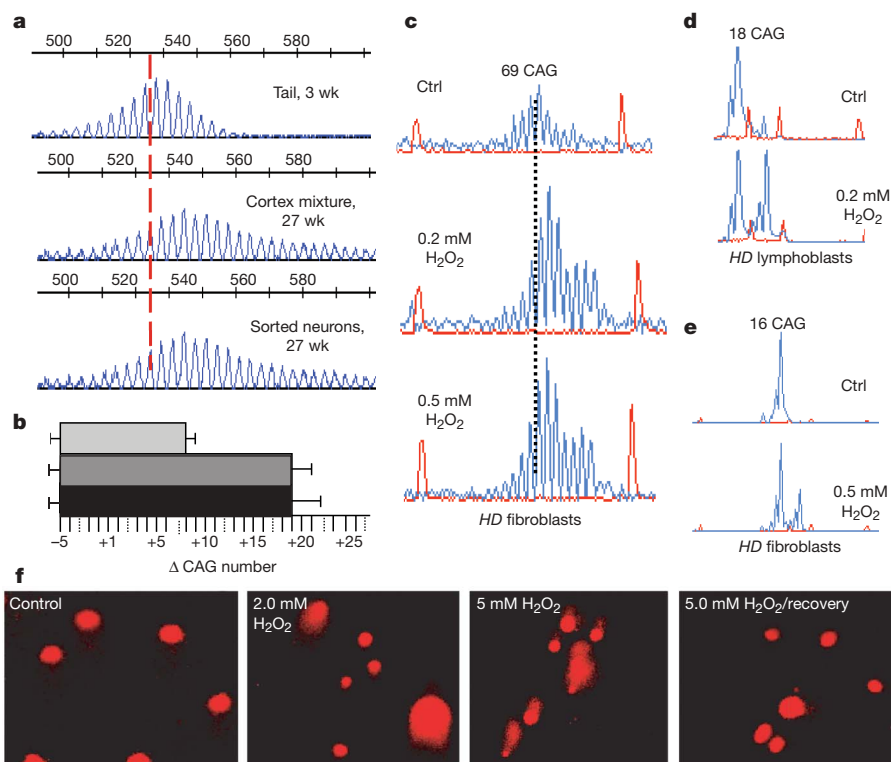 a
500 520 540 560 580
Tail, 3 wk
500 520 540 560 580
Cortex mixture,
27 wk
500 520 540 560 580
Sorted neurons,
27 wk
b
–5 +1 +5 +10 +15 +20 +25
Δ CAG number
c
69 CAG
Ctrl
0.2 mM
H₂O₂
0.5 mM
H₂O₂
HD fibroblasts
d
18 CAG
Ctrl
0.2 mM
H₂O₂
HD lymphoblasts
e
16 CAG
Ctrl
0.5 mM
H₂O₂
HD fibroblasts
f
Control
2.0 mM
H₂O₂
5 mM H₂O₂
5.0 mM H₂O₂/recovery